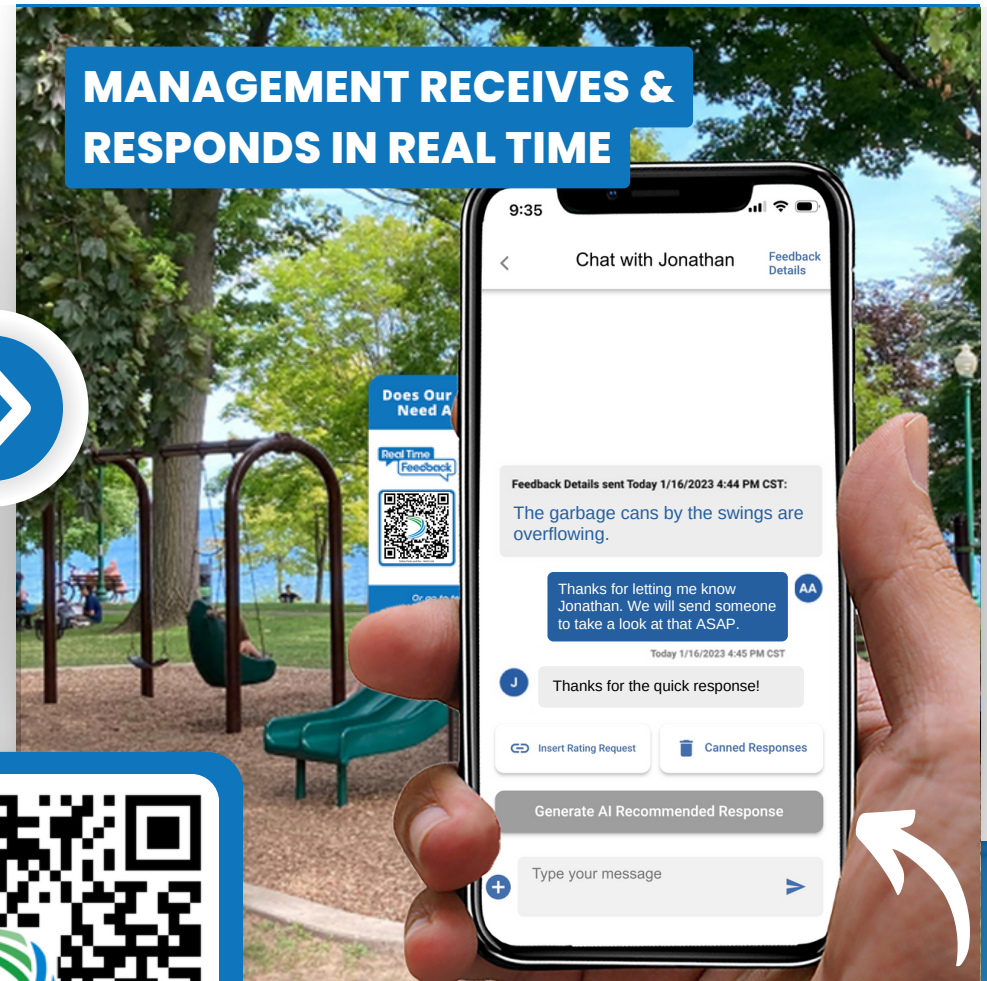 MANAGEMENT RECEIVES &
RESPONDS IN REAL TIME
9:35
Chat with Jonathan
Feedback
Details
Does Our
Need A
Real Time
Feedback
Or go to
Feedback Details sent Today 1/16/2023 4:44 PM CST:
The garbage cans by the swings are
overflowing.
Thanks for letting me know
Jonathan. We will send someone
to take a look at that ASAP.
AA
Today 1/16/2023 4:45 PM CST
J
Thanks for the quick response!
Insert Rating Request
Canned Responses
Generate AI Recommended Response
Type your message